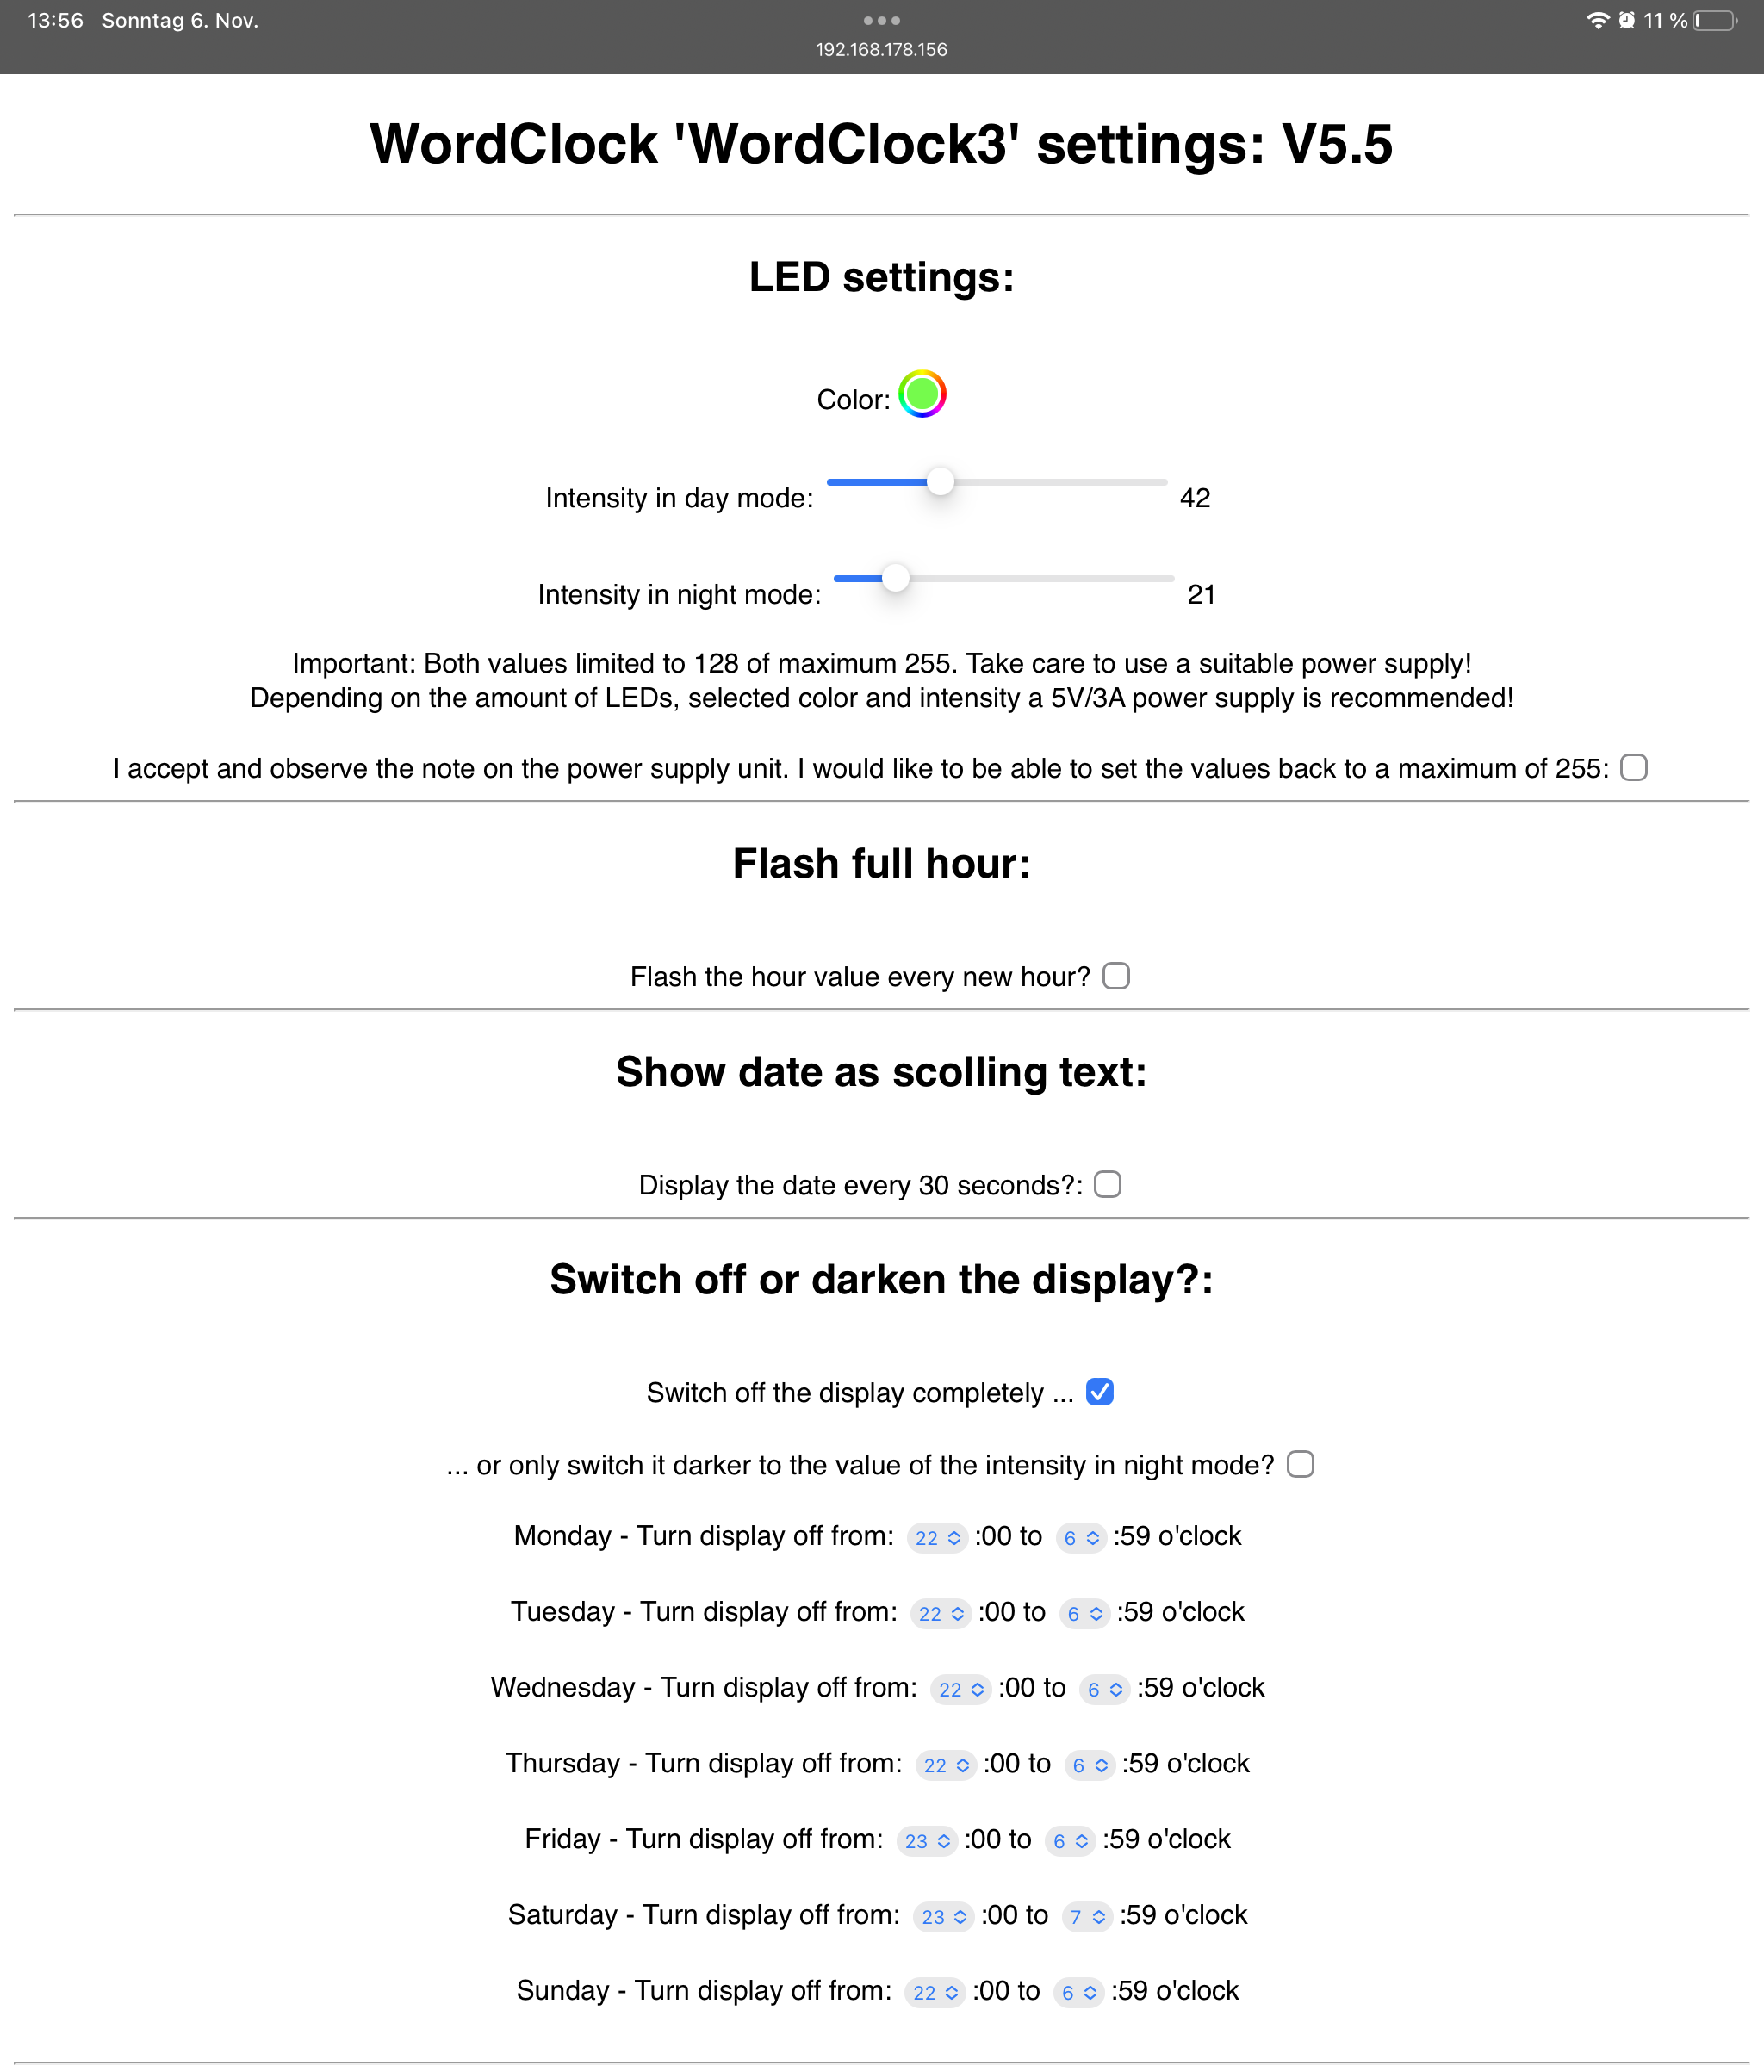 13:56 Sonntag 6. Nov.
11 %
192.168.178.156
WordClock 'WordClock3' settings: V5.5
LED settings:
Color:
Intensity in day mode: 42
Intensity in night mode: 21
Important: Both values limited to 128 of maximum 255. Take care to use a suitable power supply!
Depending on the amount of LEDs, selected color and intensity a 5V/3A power supply is recommended!
I accept and observe the note on the power supply unit. I would like to be able to set the values back to a maximum of 255:
Flash full hour:
Flash the hour value every new hour?
Show date as scolling text:
Display the date every 30 seconds?:
Switch off or darken the display?:
Switch off the display completely ...
... or only switch it darker to the value of the intensity in night mode?
Monday - Turn display off from: 22 :00 to 6 :59 o'clock
Tuesday - Turn display off from: 22 :00 to 6 :59 o'clock
Wednesday - Turn display off from: 22 :00 to 6 :59 o'clock
Thursday - Turn display off from: 22 :00 to 6 :59 o'clock
Friday - Turn display off from: 23 :00 to 6 :59 o'clock
Saturday - Turn display off from: 23 :00 to 7 :59 o'clock
Sunday - Turn display off from: 22 :00 to 6 :59 o'clock